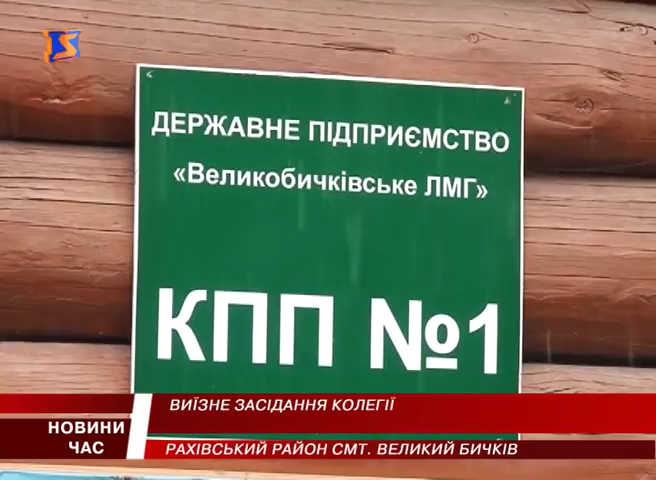 ДЕРЖАВНЕ ПІДПРИЄМСТВО
«Великобичківське ЛМГ»
КПП №1
ВИЇЗНЕ ЗАСІДАННЯ КОЛЕГІЇ
НОВИНИ
ЧАС
РАХІВСЬКИЙ РАЙОН СМТ. ВЕЛИКИЙ БИЧКІВ